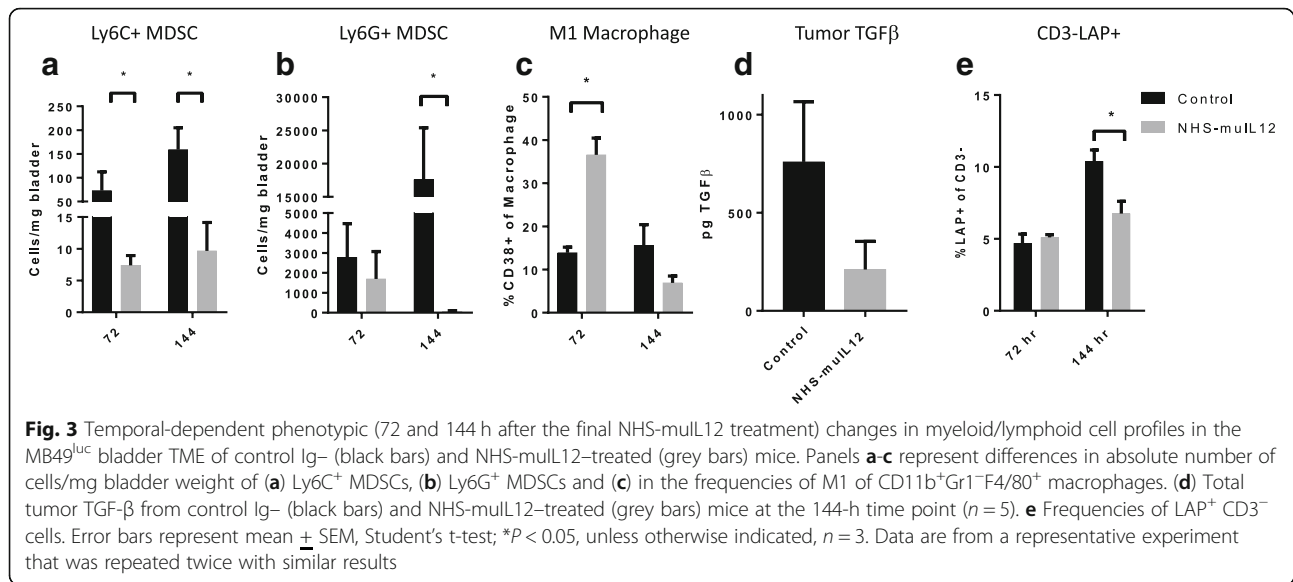 Ly6C+ MDSC
Ly6G+ MDSC
M1 Macrophage
Tumor TGFβ
CD3-LAP+
a
*
*
Cells/mg bladder
250
200
150
100
50
15
10
5
0
72
144
b
*
Cells/mg bladder
30000
25000
20000
15000
10000
5000
6000
5000
4000
3000
2000
1000
0
72
144
c
*
%CD38+ of Macrophage
50
40
30
20
10
0
72
144
d
pg TGFβ
1000
500
0
Control
NHS-muIL12
e
*
%LAP+ of CD3-
15
10
5
0
72 hr
144 hr
Control
NHS-muIL12
Fig. 3 Temporal-dependent phenotypic (72 and 144 h after the final NHS-muIL12 treatment) changes in myeloid/lymphoid cell profiles in the
MB49luc bladder TME of control Ig– (black bars) and NHS-muIL12–treated (grey bars) mice. Panels a-c represent differences in absolute number of
cells/mg bladder weight of (a) Ly6C+ MDSCs, (b) Ly6G+ MDSCs and (c) in the frequencies of M1 of CD11b+Gr1−F4/80+ macrophages. (d) Total
tumor TGF-β from control Ig– (black bars) and NHS-muIL12–treated (grey bars) mice at the 144-h time point (n = 5). e Frequencies of LAP+ CD3−
cells. Error bars represent mean + SEM, Student's t-test; *P < 0.05, unless otherwise indicated, n = 3. Data are from a representative experiment
that was repeated twice with similar results